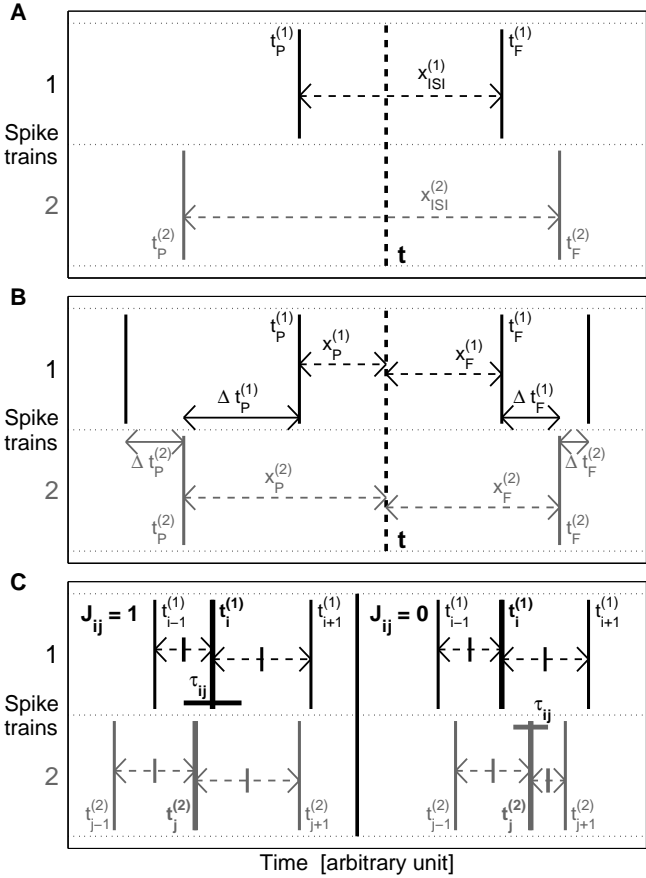 A
t_P^(1) t_F^(1)
1
x_ISI^(1)
Spike
trains
2
x_ISI^(2)
t_P^(2) t t_F^(2)
B
t_P^(1) t_F^(1)
x_P^(1) x_F^(1)
1
Δ t_P^(1) Δ t_F^(1)
Spike
trains
Δ t_P^(2) Δ t_F^(2)
2
x_P^(2) x_F^(2)
t_P^(2) t t_F^(2)
C
J_ij = 1 t_i-1^(1) t_i^(1) t_i+1^(1) J_ij = 0 t_i-1^(1) t_i^(1) t_i+1^(1)
1
τ_ij τ_ij
Spike
trains
2
t_j-1^(2) t_j^(2) t_j+1^(2) t_j-1^(2) t_j^(2) t_j+1^(2)
Time [arbitrary unit]